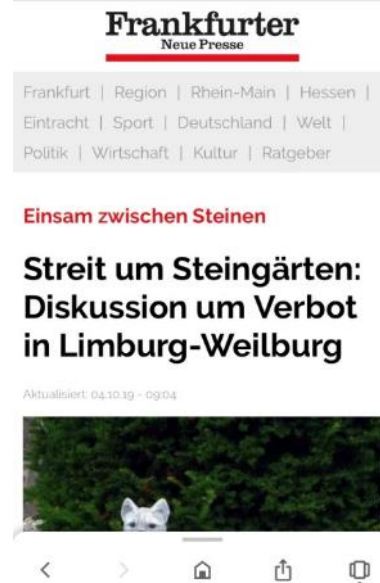 Frankfurter
Neue Presse
Frankfurt | Region | Rhein-Main | Hessen |
Eintracht | Sport | Deutschland | Welt |
Politik | Wirtschaft | Kultur | Ratgeber
Einsam zwischen Steinen
Streit um Steingärten:
Diskussion um Verbot
in Limburg-Weilburg
Aktualisiert: 04.10.19 - 09:04